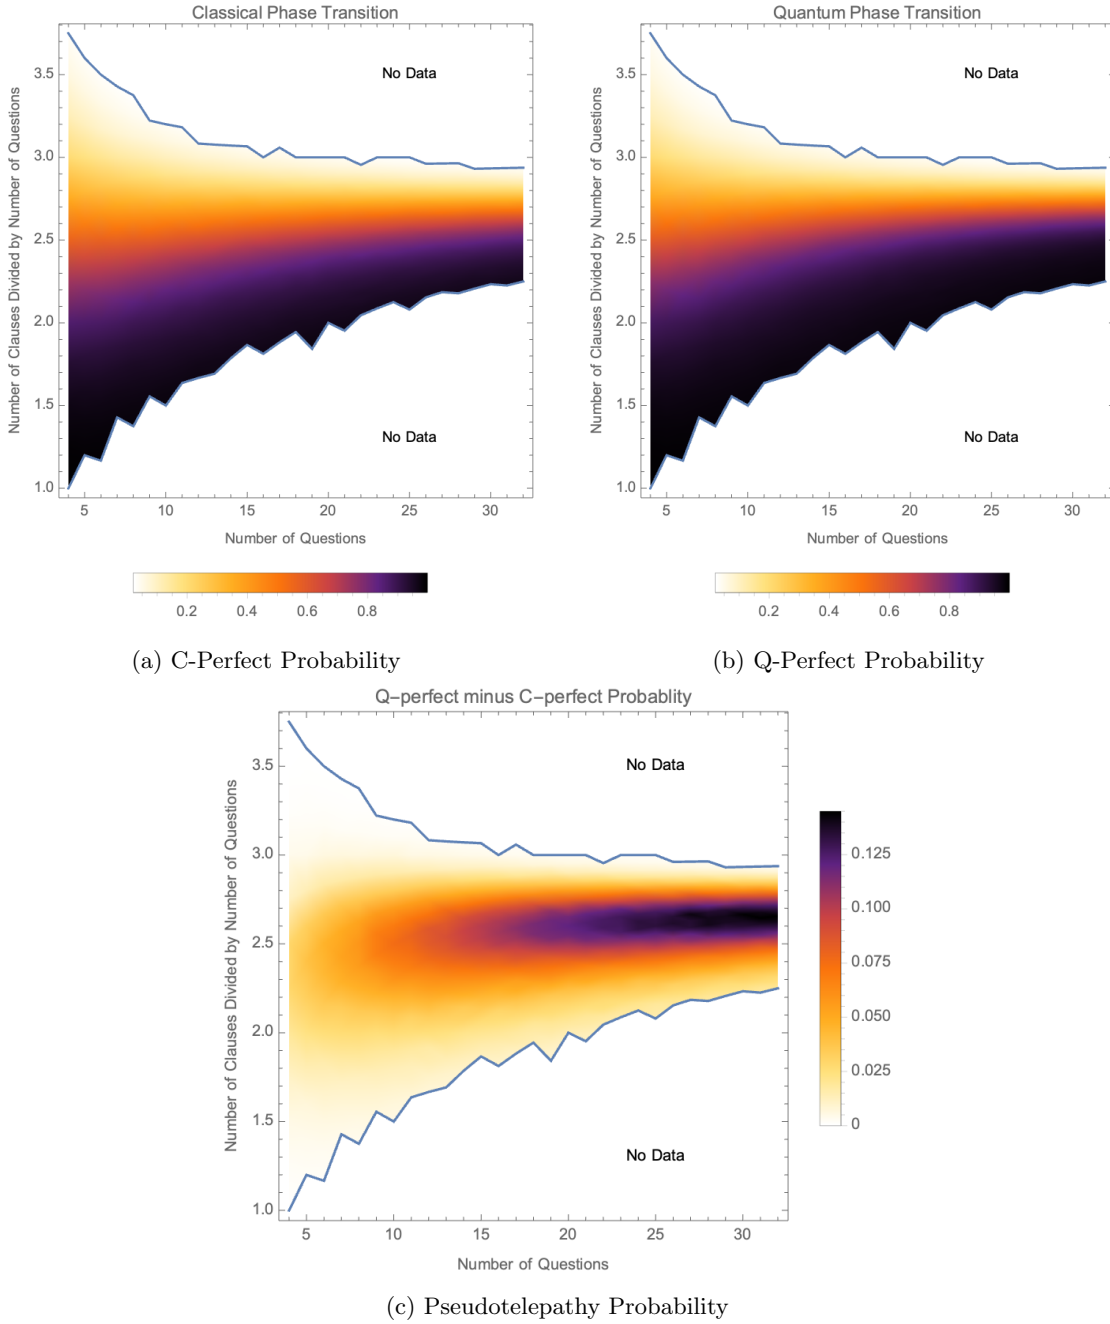 Classical Phase Transition
Number of Clauses Divided by Number of Questions
3.5
3.0
2.5
2.0
1.5
1.0
No Data
No Data
5 10 15 20 25 30
Number of Questions
0.2 0.4 0.6 0.8
(a) C-Perfect Probability
Quantum Phase Transition
Number of Clauses Divided by Number of Questions
3.5
3.0
2.5
2.0
1.5
1.0
No Data
No Data
5 10 15 20 25 30
Number of Questions
0.2 0.4 0.6 0.8
(b) Q-Perfect Probability
Q−perfect minus C−perfect Probablity
Number of Clauses Divided by Number of Questions
3.5
3.0
2.5
2.0
1.5
1.0
No Data
No Data
5 10 15 20 25 30
Number of Questions
0.125
0.100
0.075
0.050
0.025
0
(c) Pseudotelepathy Probability